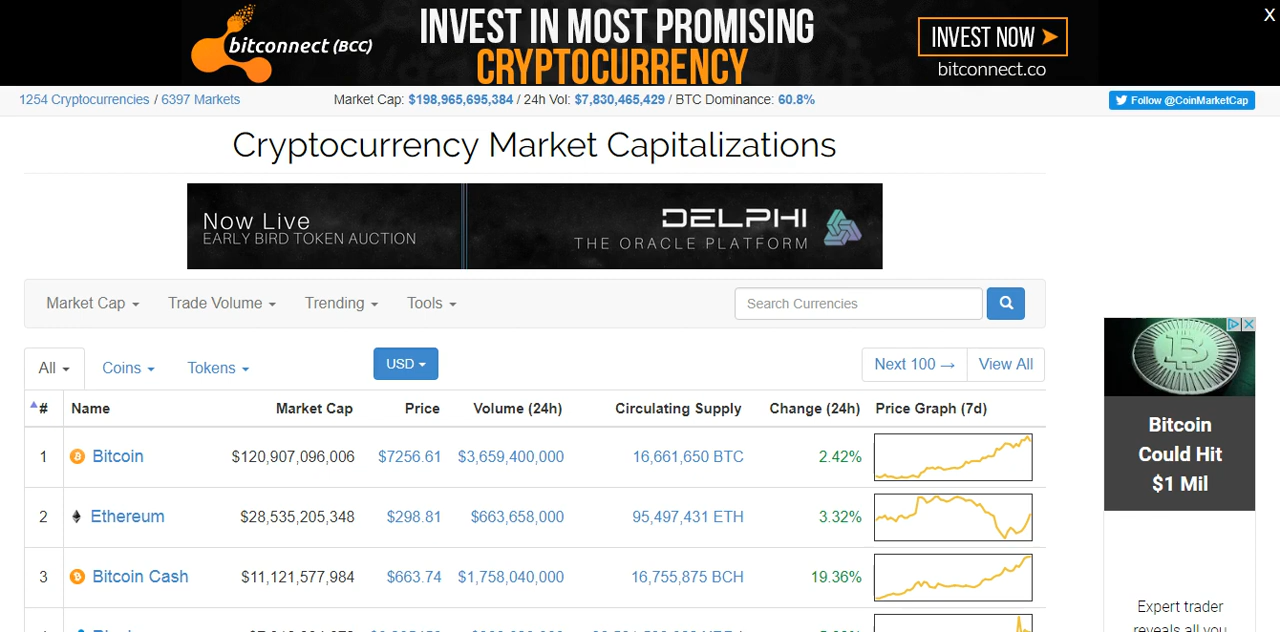 bitconnect (BCC)
INVEST IN MOST PROMISING
CRYPTOCURRENCY
INVEST NOW
bitconnect.co
X
1254 Cryptocurrencies / 6397 Markets
Market Cap: $198,965,695,384 / 24h Vol: $7,830,465,429 / BTC Dominance: 60.8%
Follow @CoinMarketCap
Cryptocurrency Market Capitalizations
Now Live
EARLY BIRD TOKEN AUCTION
DELPHI
THE ORACLE PLATFORM
Market Cap Trade Volume Trending Tools Search Currencies
All Coins Tokens USD Next 100 → View All
# Name Market Cap Price Volume (24h) Circulating Supply Change (24h) Price Graph (7d)
1 Bitcoin $120,907,096,006 $7256.61 $3,659,400,000 16,661,650 BTC 2.42%
2 Ethereum $28,535,205,348 $298.81 $663,658,000 95,497,431 ETH 3.32%
3 Bitcoin Cash $11,121,577,984 $663.74 $1,758,040,000 16,755,875 BCH 19.36%
Bitcoin
Could Hit
$1 Mil
Expert trader
reveals all you